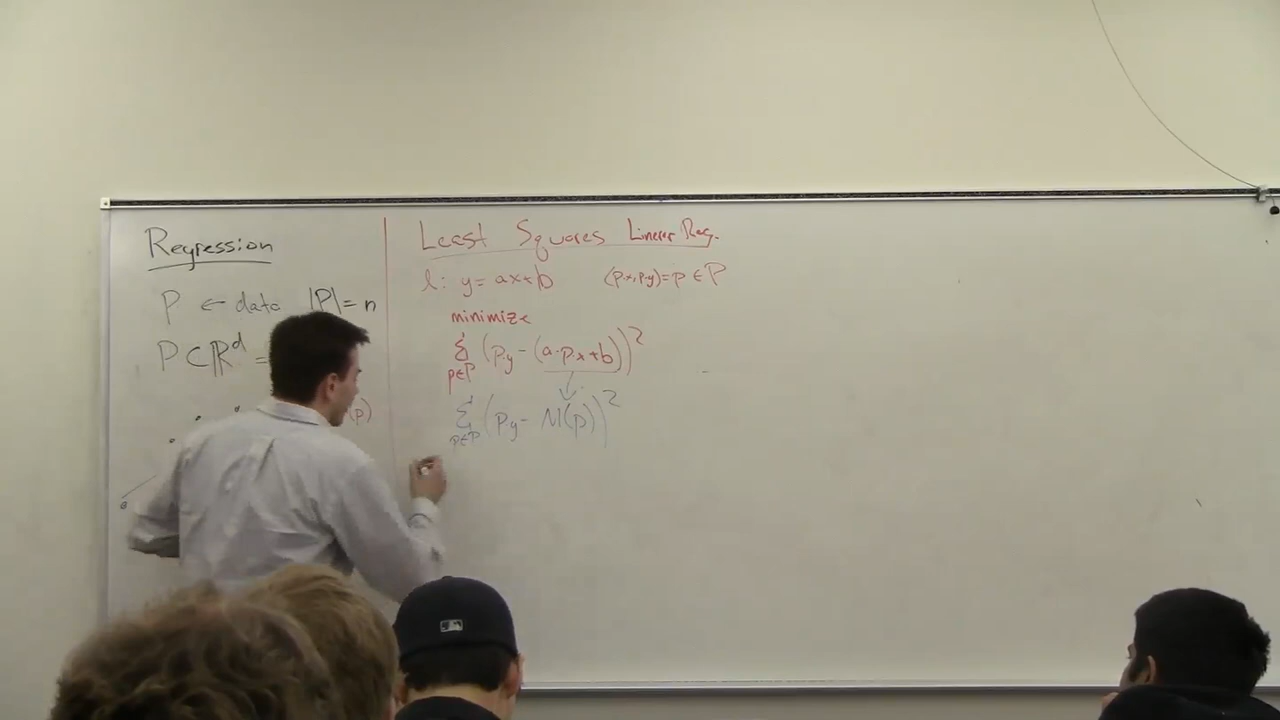 Regression
P ← data |P| = n
P ⊂ ℝ^d =
(p)
Least Squares Linear Reg.
l: y = ax+b (px, py) = p ∈ P
minimize
Σ p∈P (py - (a·px+b))²
Σ p∈P (py - M(p))²